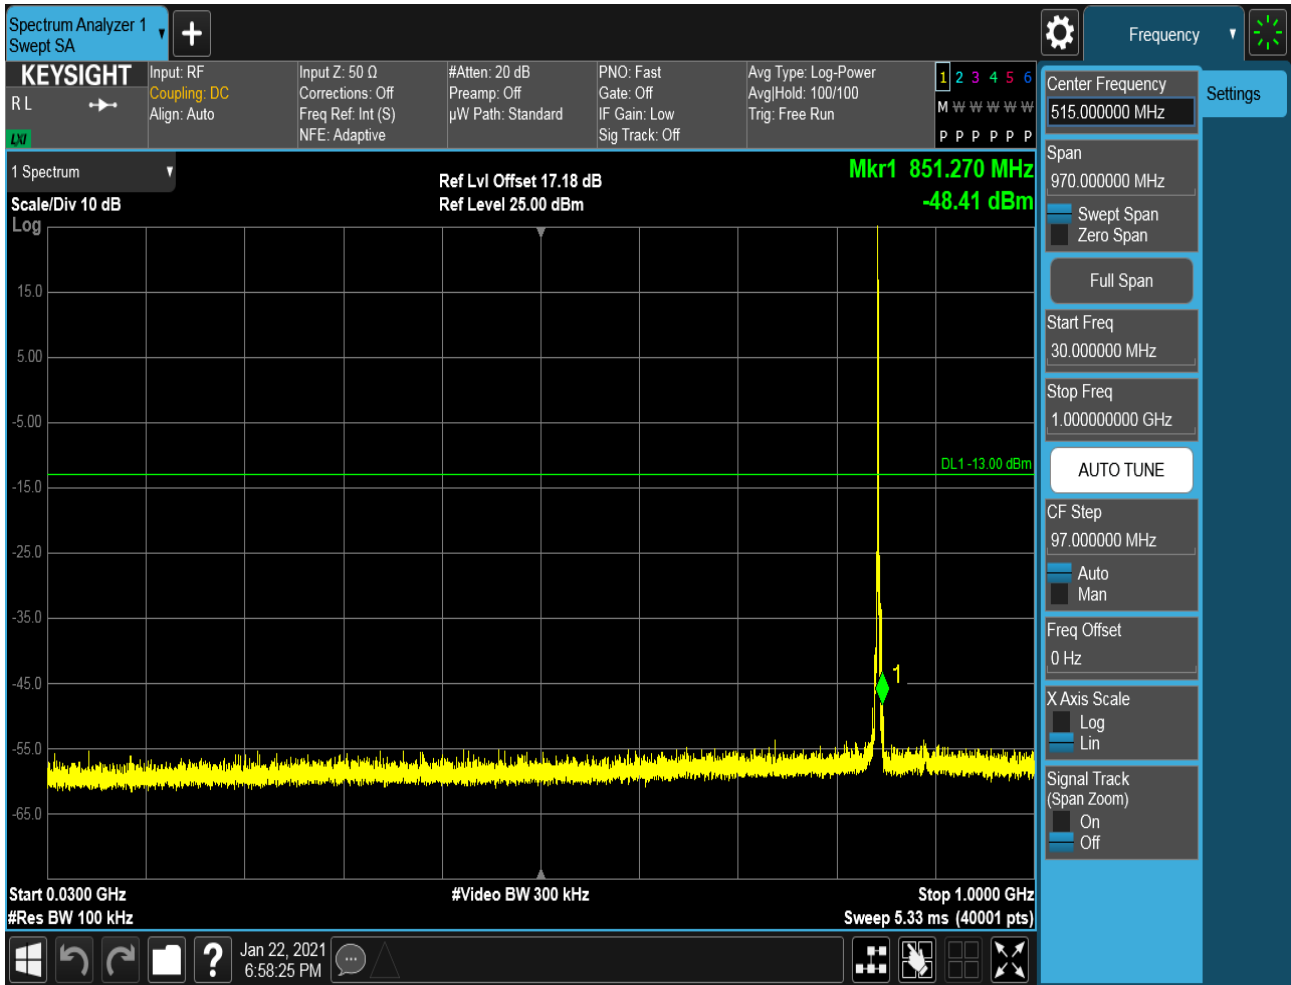 Spectrum Analyzer 1
Swept SA
Frequency
KEYSIGHT
R L
LXI
Input: RF
Coupling: DC
Align: Auto
Input Z: 50 Ω
Corrections: Off
Freq Ref: Int (S)
NFE: Adaptive
#Atten: 20 dB
Preamp: Off
µW Path: Standard
PNO: Fast
Gate: Off
IF Gain: Low
Sig Track: Off
Avg Type: Log-Power
Avg|Hold: 100/100
Trig: Free Run
1 2 3 4 5 6
M W W W W W
P P P P P P
1 Spectrum
Scale/Div 10 dB
Log
Ref Lvl Offset 17.18 dB
Ref Level 25.00 dBm
Mkr1 851.270 MHz
-48.41 dBm
15.0
5.00
-5.00
DL1 -13.00 dBm
-15.0
-25.0
-35.0
1
-45.0
-55.0
-65.0
Start 0.0300 GHz
#Video BW 300 kHz
Stop 1.0000 GHz
#Res BW 100 kHz
Sweep 5.33 ms (40001 pts)
Jan 22, 2021
6:58:25 PM
Center Frequency
515.000000 MHz
Settings
Span
970.000000 MHz
Swept Span
Zero Span
Full Span
Start Freq
30.000000 MHz
Stop Freq
1.000000000 GHz
AUTO TUNE
CF Step
97.000000 MHz
Auto
Man
Freq Offset
0 Hz
X Axis Scale
Log
Lin
Signal Track
(Span Zoom)
On
Off